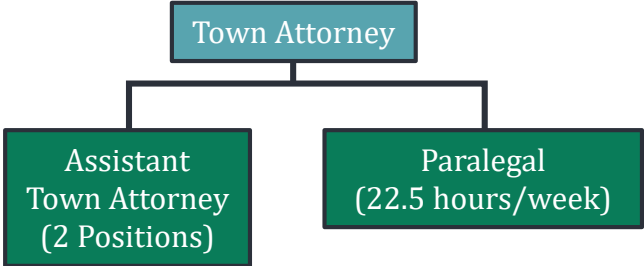 Town Attorney
Assistant
Town Attorney
(2 Positions)
Paralegal
(22.5 hours/week)